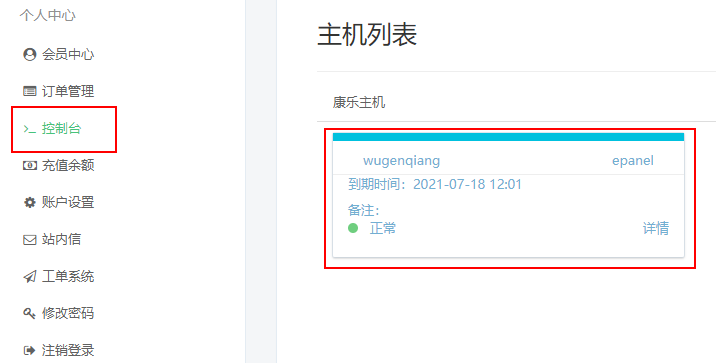 个人中心
会员中心
订单管理
控制台
充值余额
账户设置
站内信
工单系统
修改密码
注销登录
主机列表
康乐主机
wugenqiang epanel
到期时间：2021-07-18 12:01
备注：
正常 详情